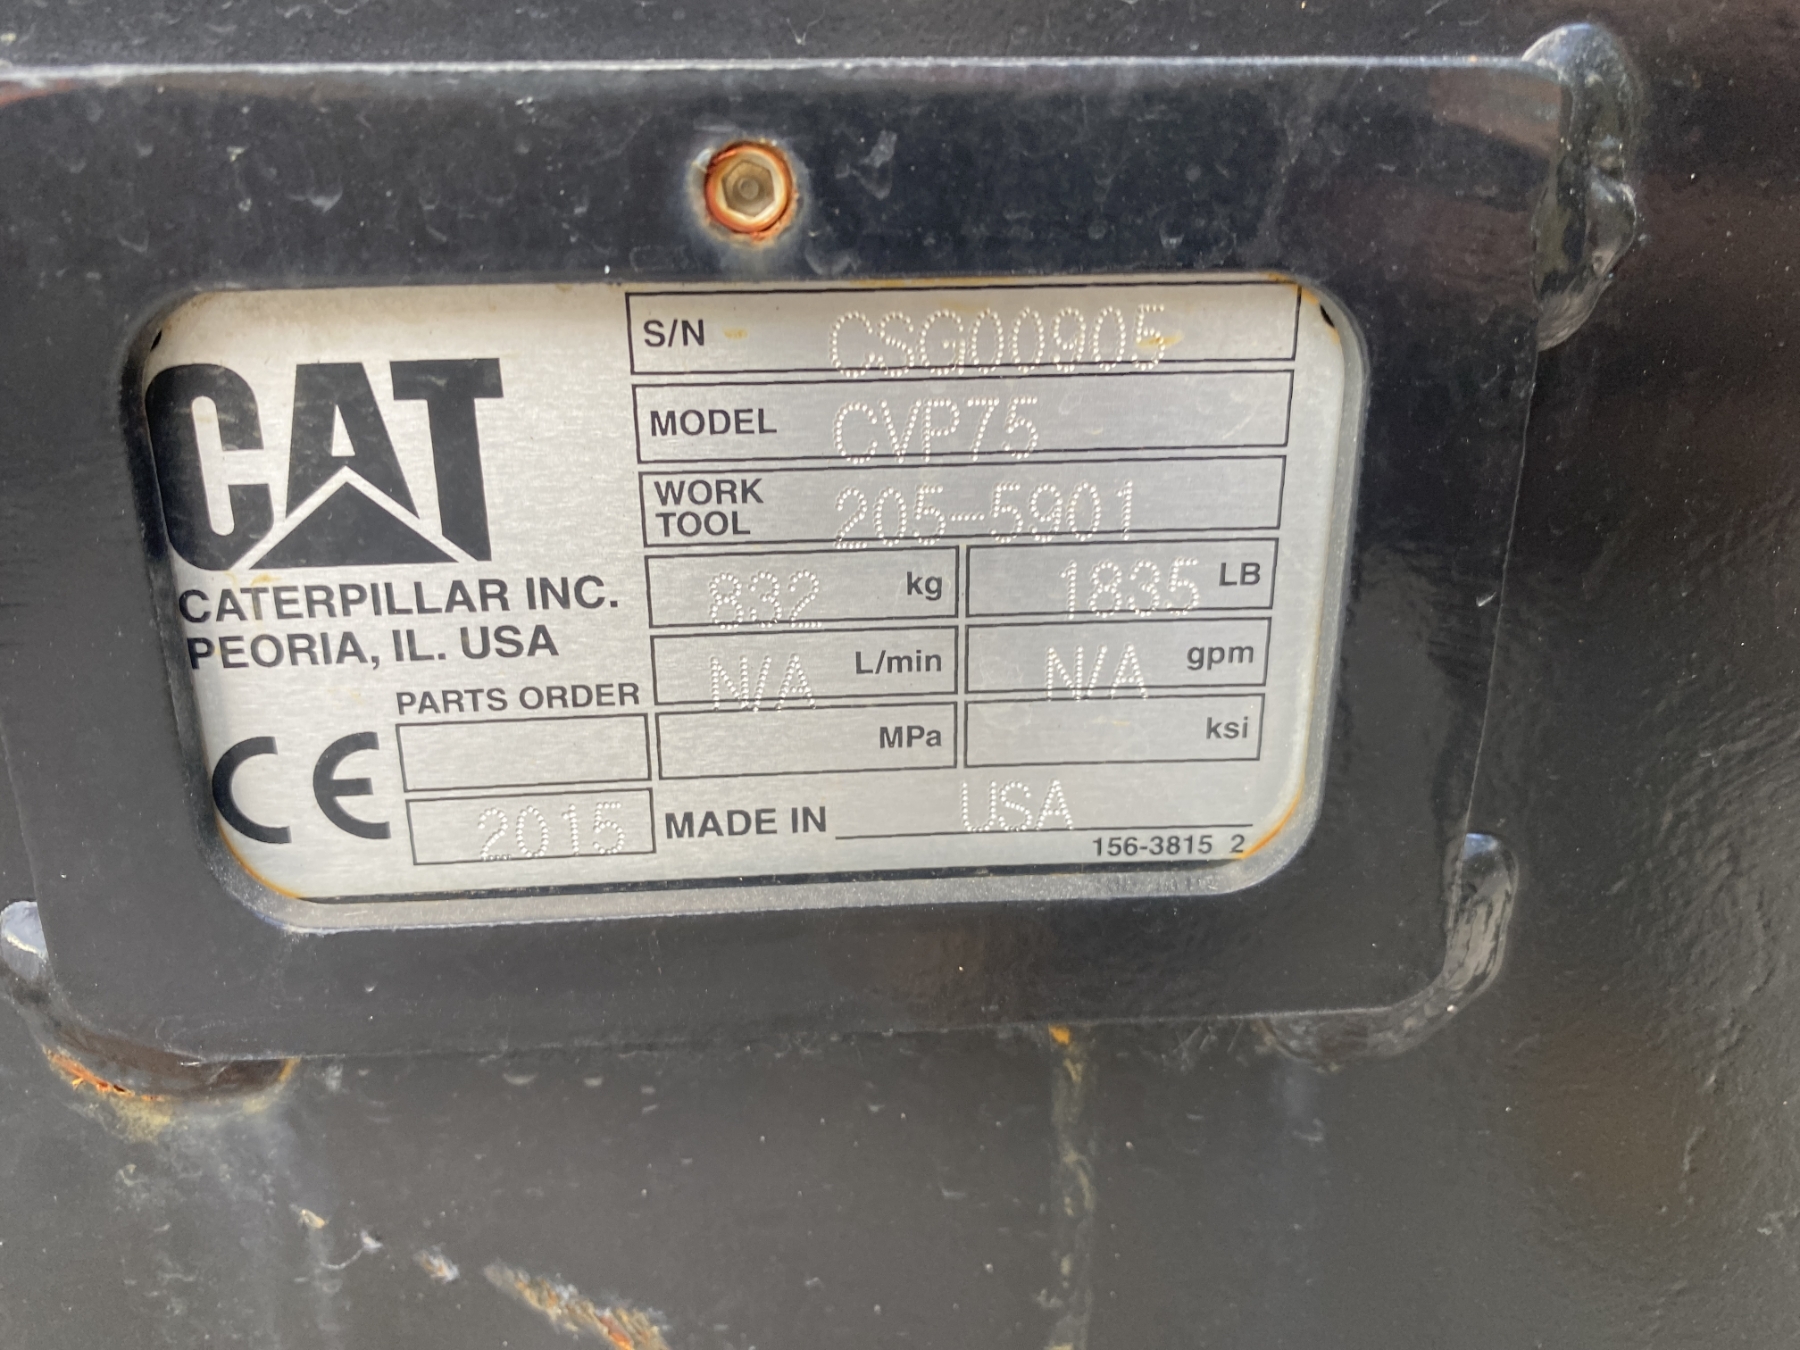 S/N CSG00905
CAT
MODEL CVP75
WORK TOOL 205-5901
832 kg 1835 LB
CATERPILLAR INC.
PEORIA, IL. USA
N/A L/min N/A gpm
PARTS ORDER
MPa ksi
CE
2015 MADE IN USA
156-3815 2